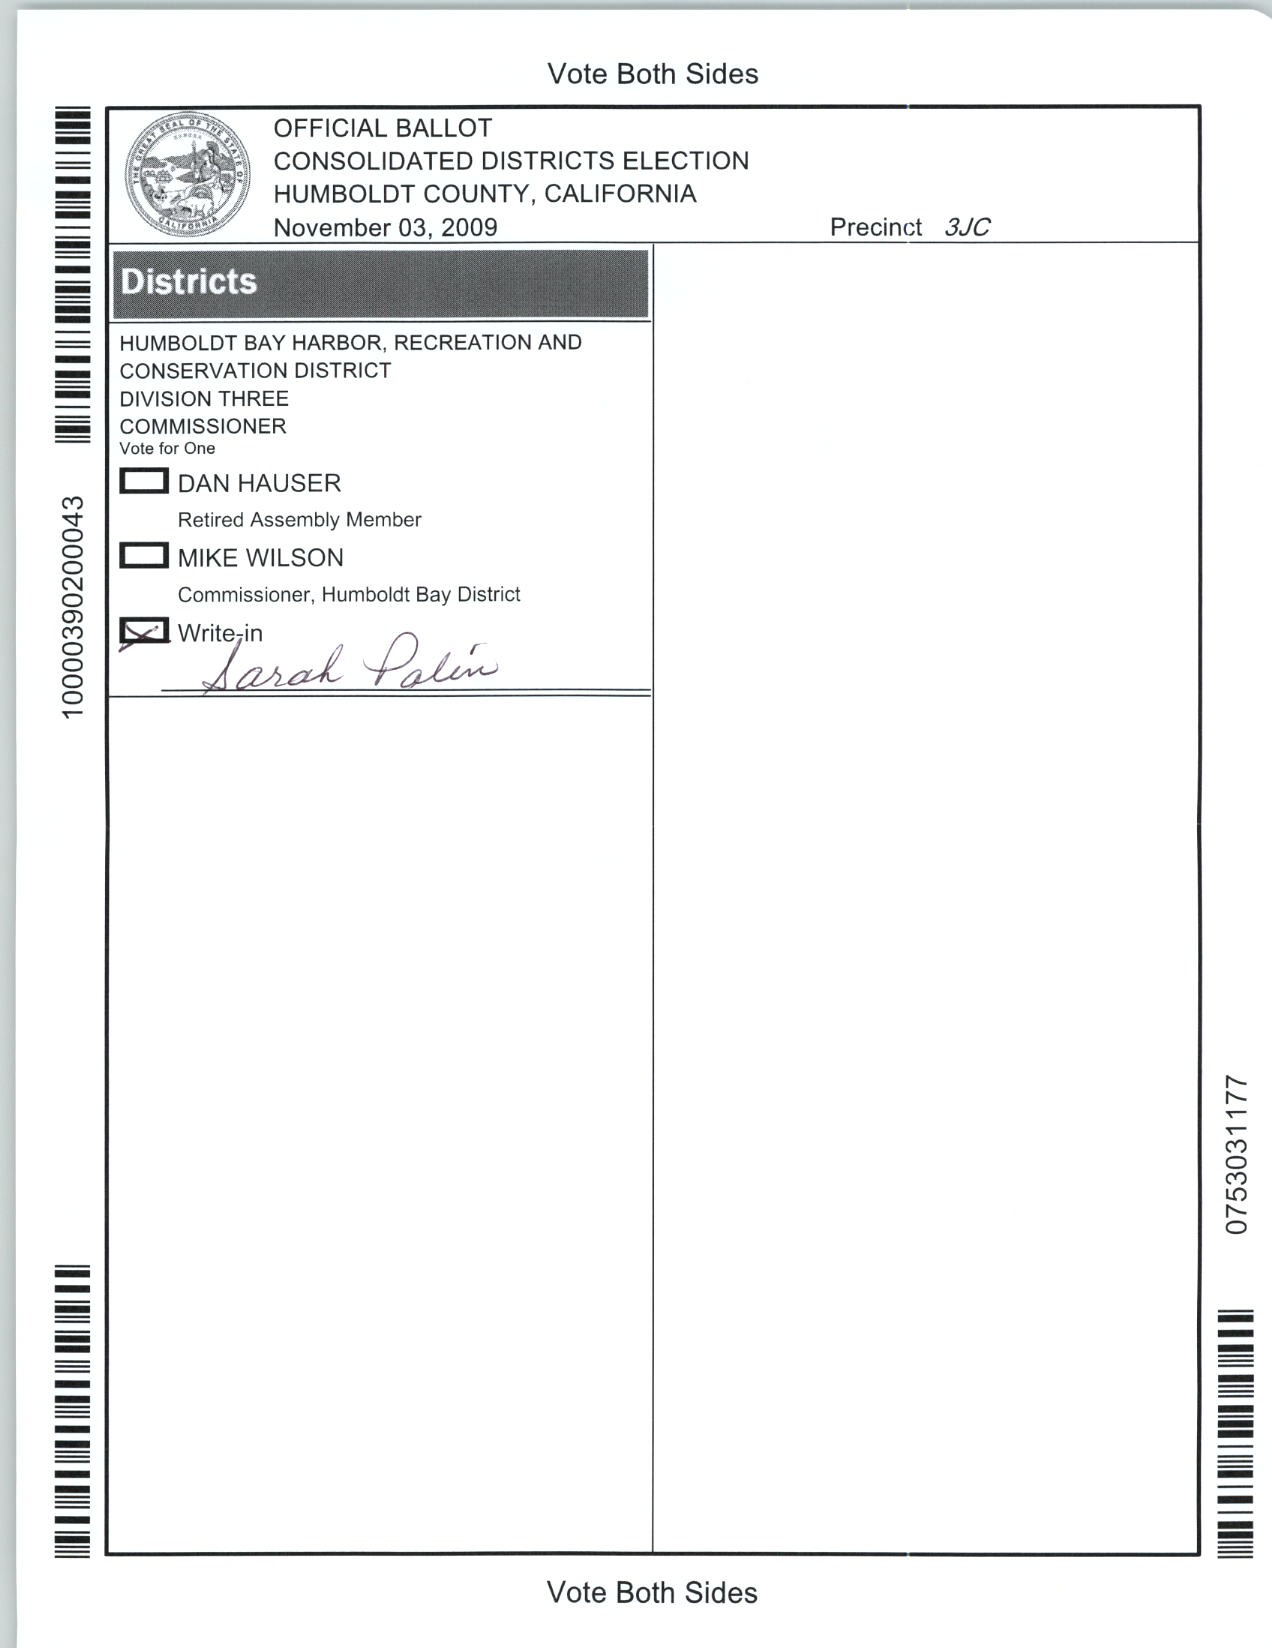 Vote Both Sides
THE GREAT SEAL OF THE STATE OF CALIFORNIA
EUREKA
OFFICIAL BALLOT
CONSOLIDATED DISTRICTS ELECTION
HUMBOLDT COUNTY, CALIFORNIA
November 03, 2009
Precinct 3JC
Districts
HUMBOLDT BAY HARBOR, RECREATION AND
CONSERVATION DISTRICT
DIVISION THREE
COMMISSIONER
Vote for One
DAN HAUSER
Retired Assembly Member
MIKE WILSON
Commissioner, Humboldt Bay District
Write-in
Sarah Palin
10000390200043
0753031177
Vote Both Sides